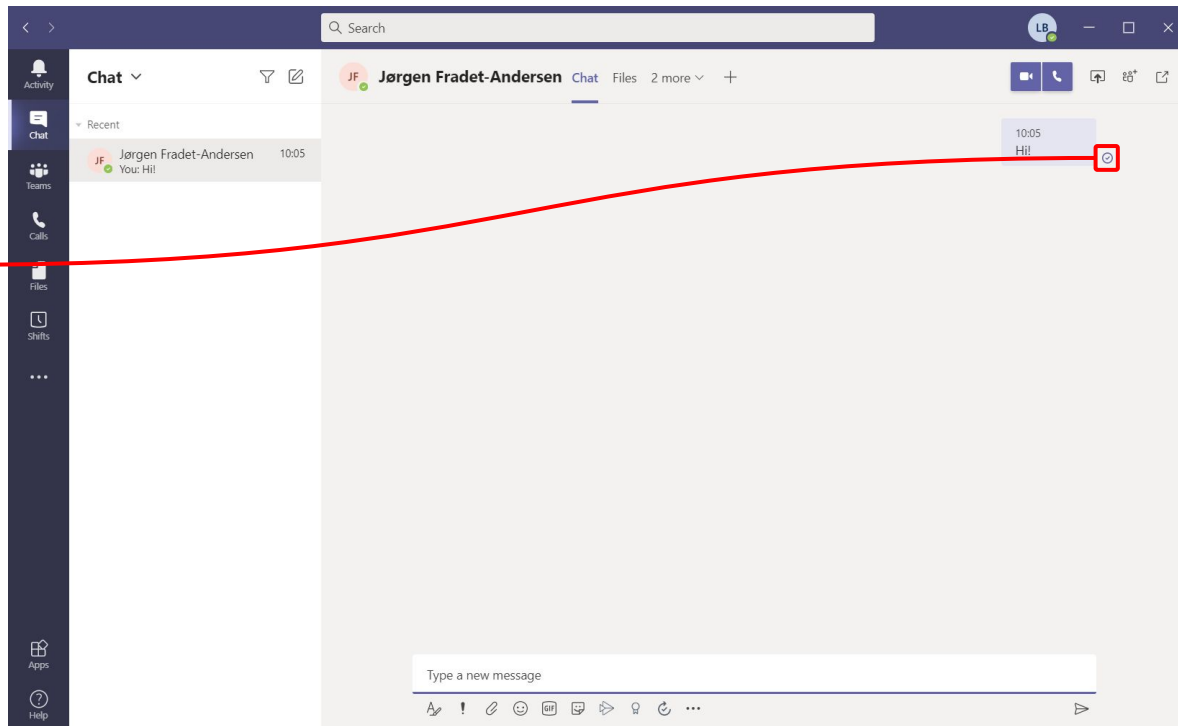 Search
LB
Activity
Chat
Teams
Calls
Files
Shifts
Apps
Help
Chat
Recent
JF Jørgen Fradet-Andersen 10:05
You: Hi!
JF Jørgen Fradet-Andersen Chat Files 2 more
10:05
Hi!
Type a new message
GIF